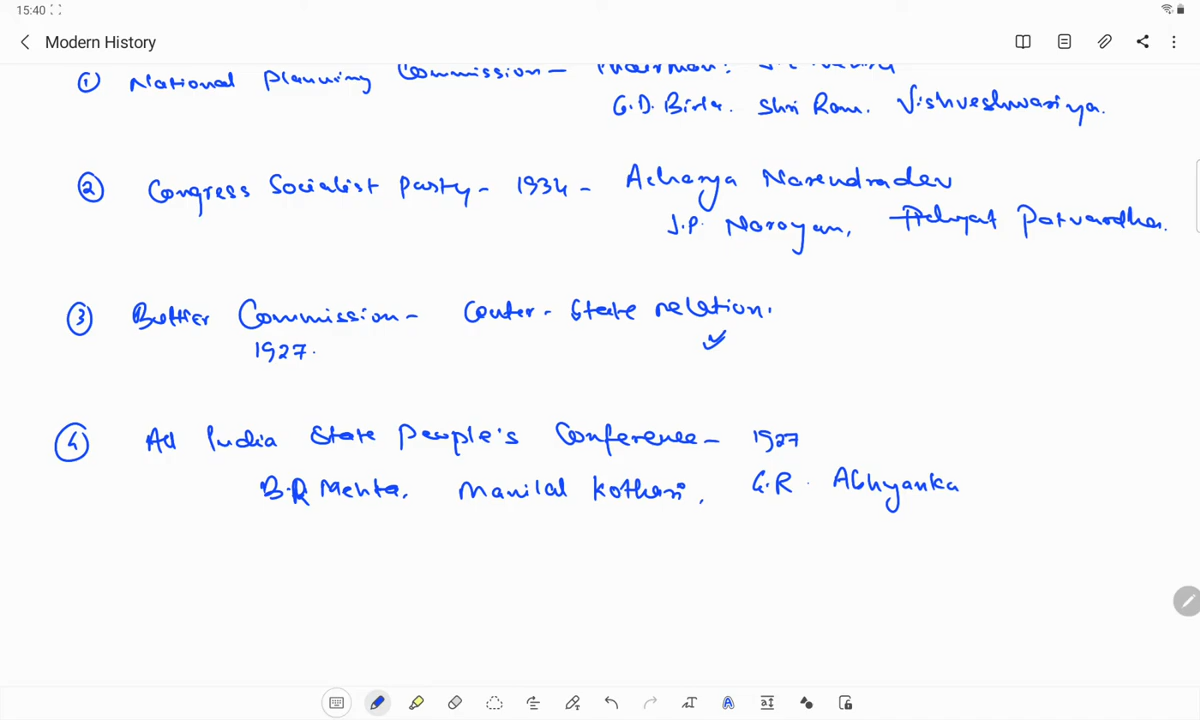 15:40
Modern History
① National Planning Commission - Chairman:
G.D. Birla. Shri Ram. Vishveshwariya.
② Congress Socialist Party - 1934 - Acharya Narendradev
J.P. Narayan, Patvardha.
③ Butler Commission - Center - State relation.
1927.
④ All India State People's Conference - 1927
B.R Mehta. Manilal Kothari, G.R. Abhyanka